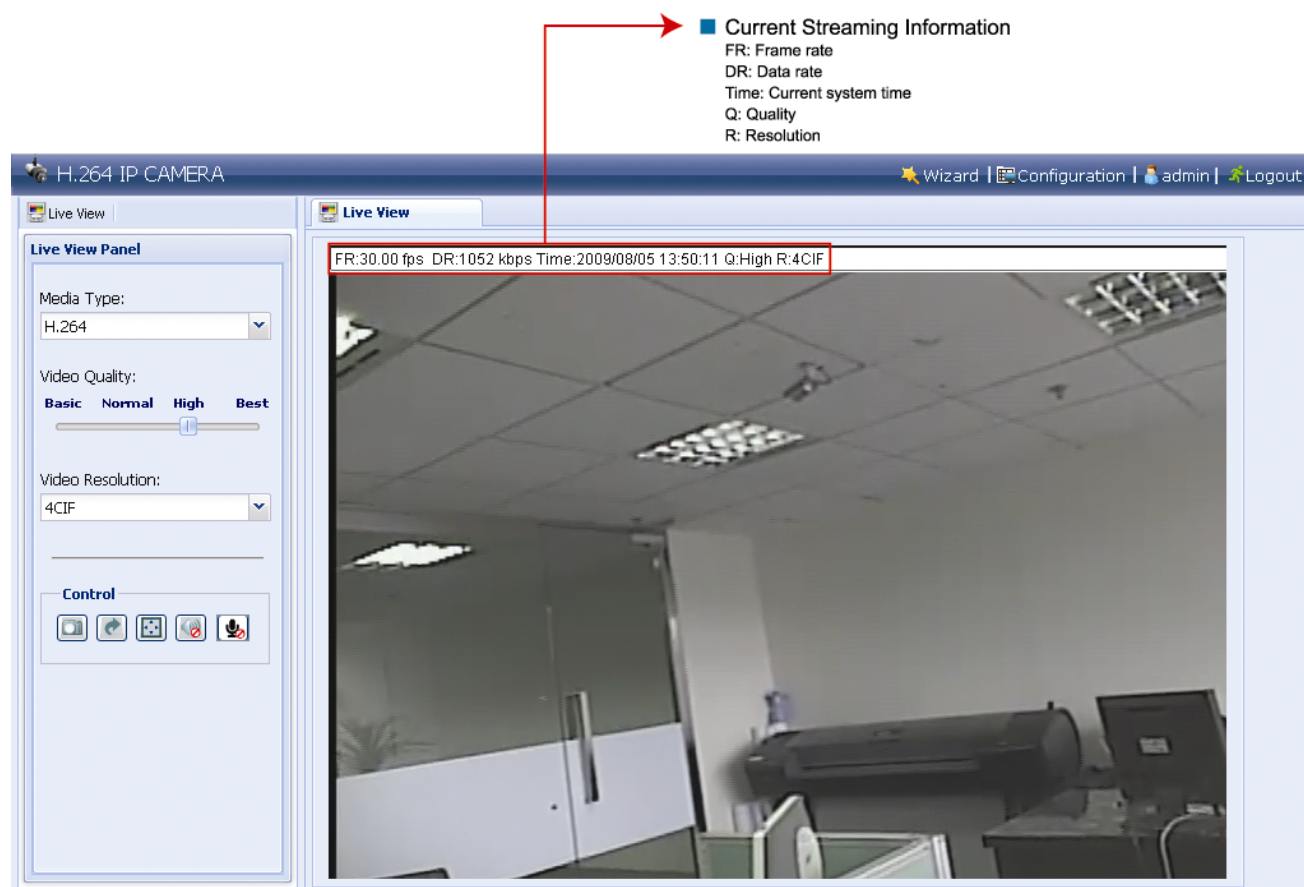 Current Streaming Information
FR: Frame rate
DR: Data rate
Time: Current system time
Q: Quality
R: Resolution
H.264 IP CAMERA
Wizard | Configuration | admin | Logout
Live View
Live View
Live View Panel
FR:30.00 fps DR:1052 kbps Time:2009/08/05 13:50:11 Q:High R:4CIF
Media Type:
H.264
Video Quality:
Basic Normal High Best
Video Resolution:
4CIF
Control